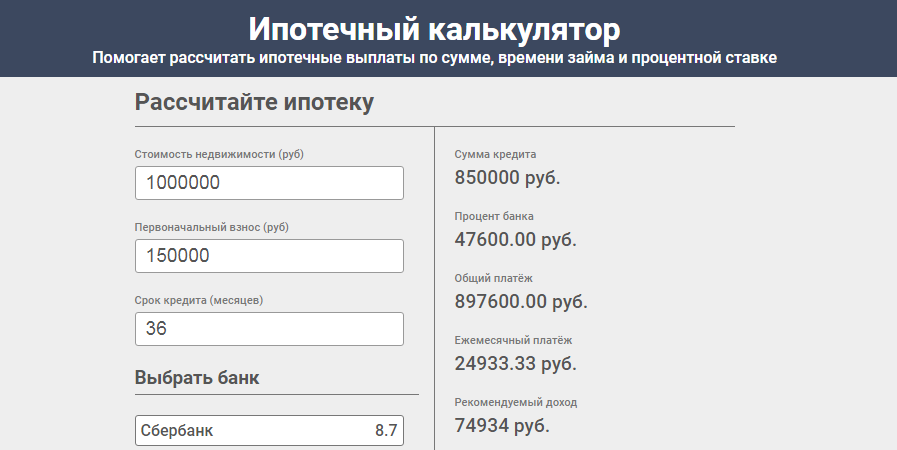 Ипотечный калькулятор
Помогает рассчитать ипотечные выплаты по сумме, времени займа и процентной ставке
Рассчитайте ипотеку
Стоимость недвижимости (руб)
1000000
Первоначальный взнос (руб)
150000
Срок кредита (месяцев)
36
Выбрать банк
Сбербанк 8.7
Сумма кредита
850000 руб.
Процент банка
47600.00 руб.
Общий платёж
897600.00 руб.
Ежемесячный платёж
24933.33 руб.
Рекомендуемый доход
74934 руб.